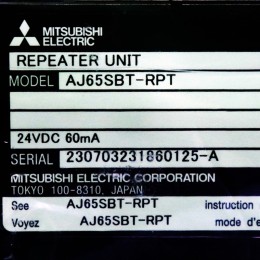 MITSUBISHI
ELECTRIC
REPEATER UNIT
MODEL AJ65SBT-RPT
24VDC 60mA
SERIAL 230703231860125-A
MITSUBISHI ELECTRIC CORPORATION
TOKYO 100-8310, JAPAN
See AJ65SBT-RPT instruction
Voyez AJ65SBT-RPT mode d'e